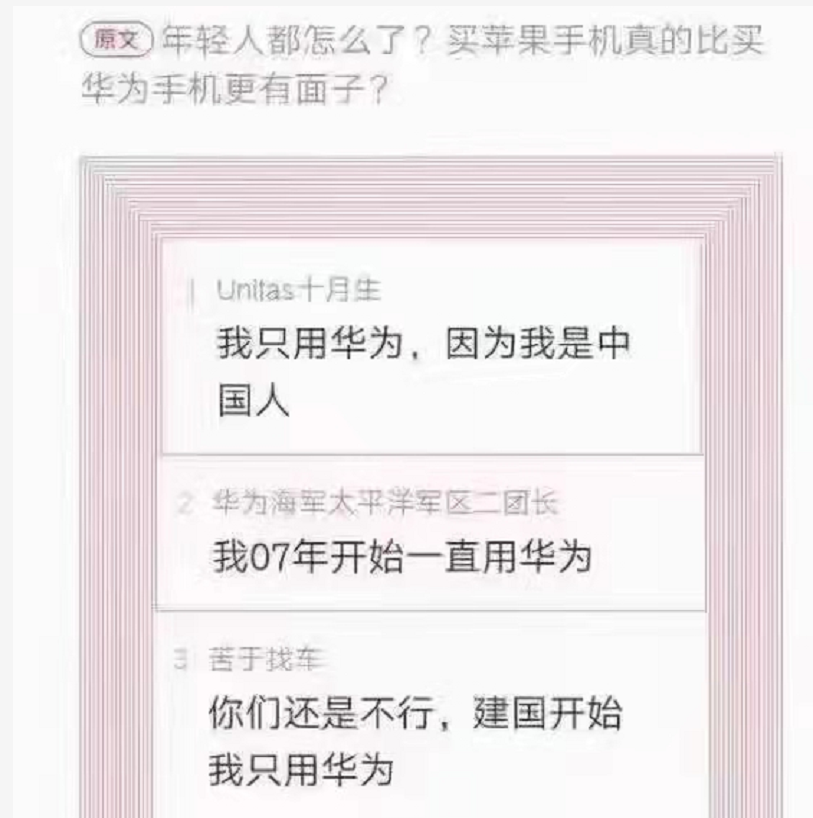 原文 年轻人都怎么了？买苹果手机真的比买
华为手机更有面子？
1 Unitas十月生
我只用华为，因为我是中
国人
2 华为海军太平洋军区二团长
我07年开始一直用华为
3 苦于找车
你们还是不行，建国开始
我只用华为